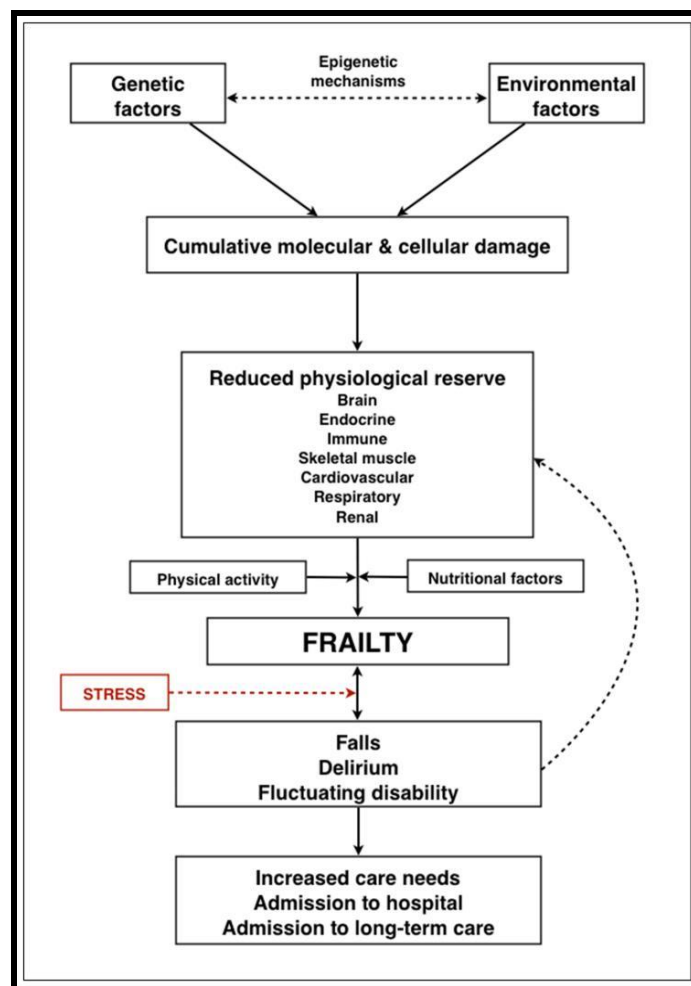 Epigenetic
mechanisms
Genetic
factors
Environmental
factors
Cumulative molecular & cellular damage
Reduced physiological reserve
Brain
Endocrine
Immune
Skeletal muscle
Cardiovascular
Respiratory
Renal
Physical activity
Nutritional factors
FRAILTY
STRESS
Falls
Delirium
Fluctuating disability
Increased care needs
Admission to hospital
Admission to long-term care